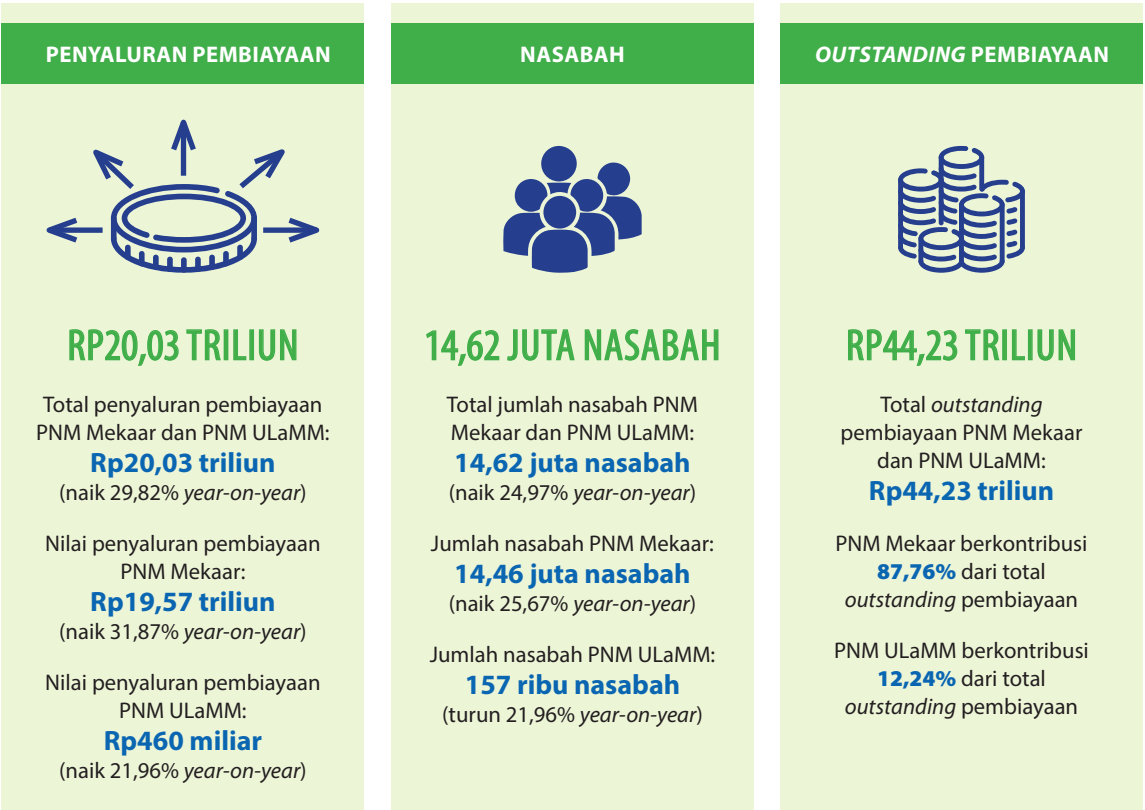 PENYALURAN PEMBIAYAAN
RP20,03 TRILIUN
Total penyaluran pembiayaan
PNM Mekaar dan PNM ULaMM:
Rp20,03 triliun
(naik 29,82% year-on-year)
Nilai penyaluran pembiayaan
PNM Mekaar:
Rp19,57 triliun
(naik 31,87% year-on-year)
Nilai penyaluran pembiayaan
PNM ULaMM:
Rp460 miliar
(naik 21,96% year-on-year)
NASABAH
14,62 JUTA NASABAH
Total jumlah nasabah PNM
Mekaar dan PNM ULaMM:
14,62 juta nasabah
(naik 24,97% year-on-year)
Jumlah nasabah PNM Mekaar:
14,46 juta nasabah
(naik 25,67% year-on-year)
Jumlah nasabah PNM ULaMM:
157 ribu nasabah
(turun 21,96% year-on-year)
OUTSTANDING PEMBIAYAAN
RP44,23 TRILIUN
Total outstanding
pembiayaan PNM Mekaar
dan PNM ULaMM:
Rp44,23 triliun
PNM Mekaar berkontribusi
87,76% dari total
outstanding pembiayaan
PNM ULaMM berkontribusi
12,24% dari total
outstanding pembiayaan